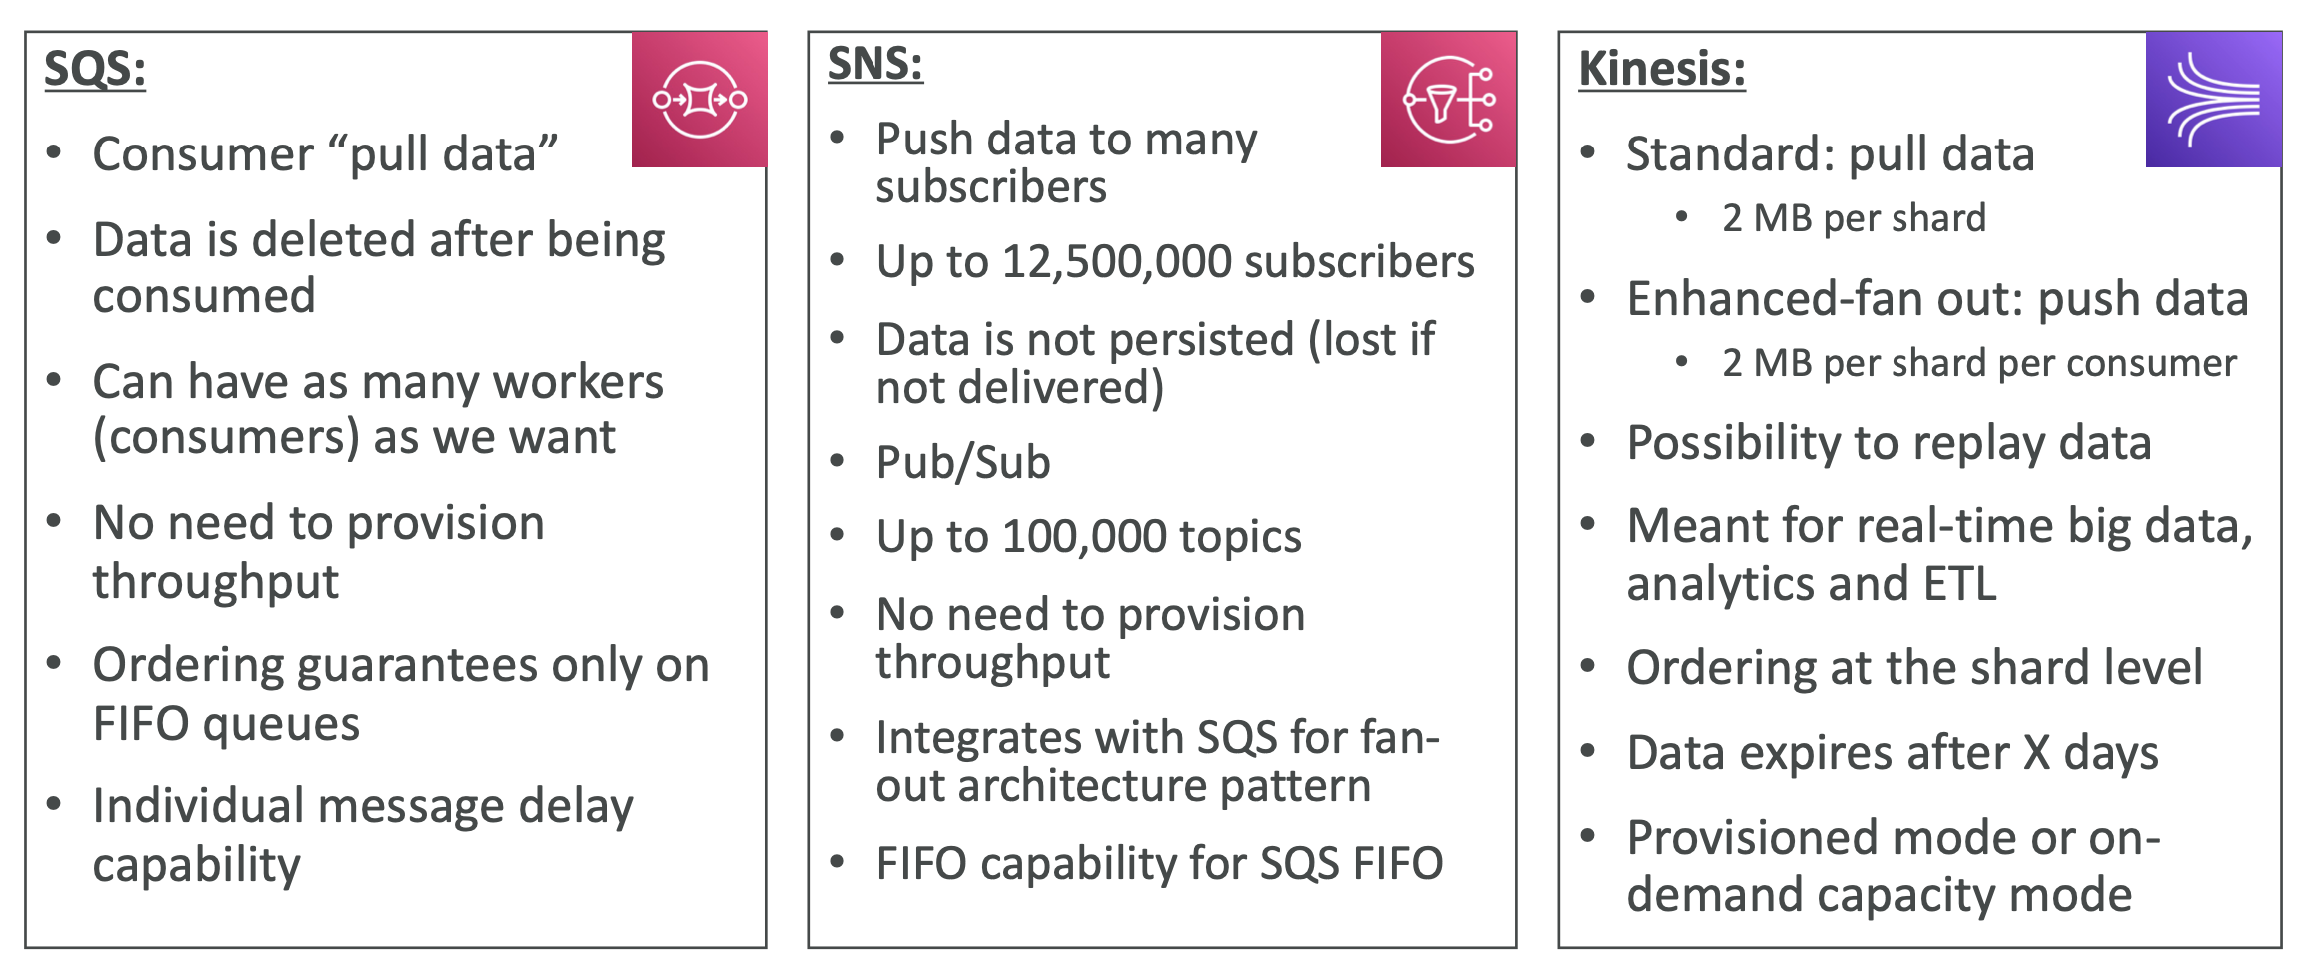 SQS:
• Consumer “pull data”
• Data is deleted after being
consumed
• Can have as many workers
(consumers) as we want
• No need to provision
throughput
• Ordering guarantees only on
FIFO queues
• Individual message delay
capability
SNS:
• Push data to many
subscribers
• Up to 12,500,000 subscribers
• Data is not persisted (lost if
not delivered)
• Pub/Sub
• Up to 100,000 topics
• No need to provision
throughput
• Integrates with SQS for fan-
out architecture pattern
• FIFO capability for SQS FIFO
Kinesis:
• Standard: pull data
• 2 MB per shard
• Enhanced-fan out: push data
• 2 MB per shard per consumer
• Possibility to replay data
• Meant for real-time big data,
analytics and ETL
• Ordering at the shard level
• Data expires after X days
• Provisioned mode or on-
demand capacity mode